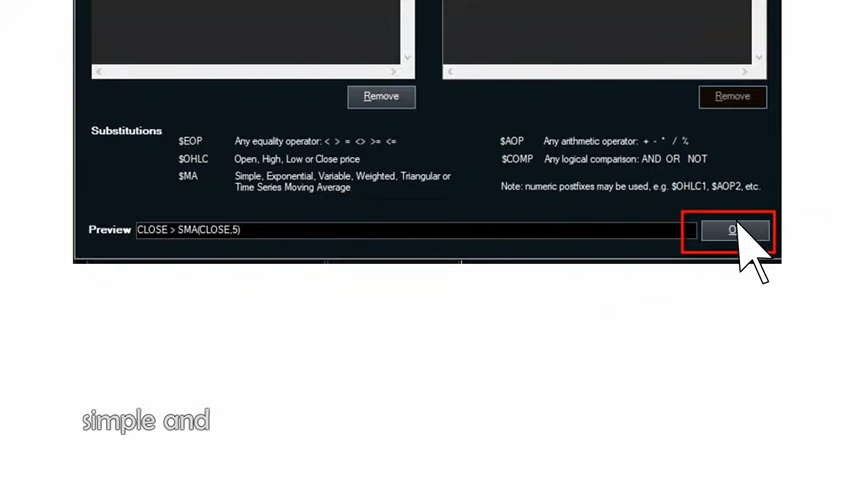 Remove
Remove
Substitutions
$EOP Any equality operator: < > = <> >= <=
$OHLC Open, High, Low or Close price
$MA Simple, Exponential, Variable, Weighted, Triangular or
Time Series Moving Average
$AOP Any arithmetic operator: + - * / %
$COMP Any logical comparison: AND OR NOT
Note: numeric postfixes may be used, e.g. $OHLC1, $AOP2, etc.
Preview CLOSE > SMA(CLOSE,5)
simple and